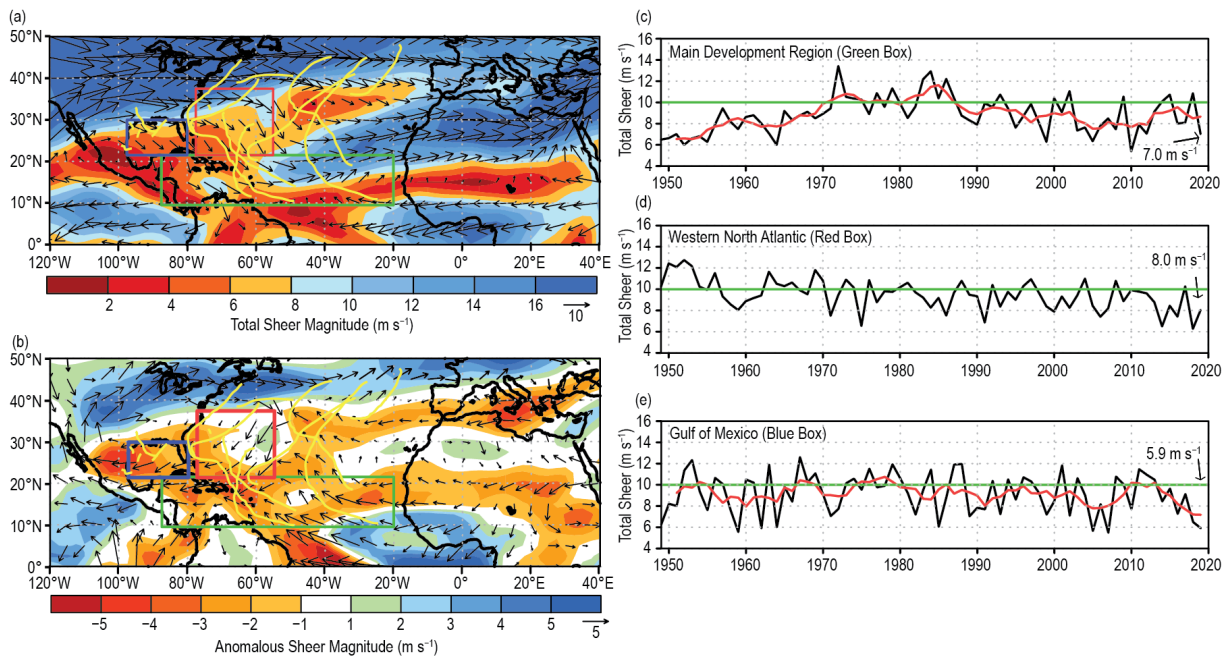 (a)
50°N
40°N
30°N
20°N
10°N
0°
120°W 100°W 80°W 60°W 40°W 20°W 0° 20°E 40°E
2 4 6 8 10 12 14 16 10
Total Sheer Magnitude (m s⁻¹)
(b)
50°N
40°N
30°N
20°N
10°N
0°
120°W 100°W 80°W 60°W 40°W 20°W 0° 20°E 40°E
−5 −4 −3 −2 −1 1 2 3 4 5
Anomalous Sheer Magnitude (m s⁻¹)
(c)
Total Sheer (m s⁻¹)
16
14
12
10
8
6
4
Main Development Region (Green Box)
7.0 m s⁻¹
1950 1960 1970 1980 1990 2000 2010 2020
(d)
Total Sheer (m s⁻¹)
16
14
12
10
8
6
4
Western North Atlantic (Red Box)
8.0 m s⁻¹
1950 1960 1970 1980 1990 2000 2010 2020
(e)
Total Sheer (m s⁻¹)
16
14
12
10
8
6
4
Gulf of Mexico (Blue Box)
5.9 m s⁻¹
1950 1960 1970 1980 1990 2000 2010 2020